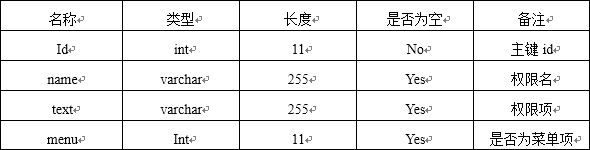 名称 类型 长度 是否为空 备注
Id int 11 No 主键 id
name varchar 255 Yes 权限名
text varchar 255 Yes 权限项
menu Int 11 Yes 是否为菜单项